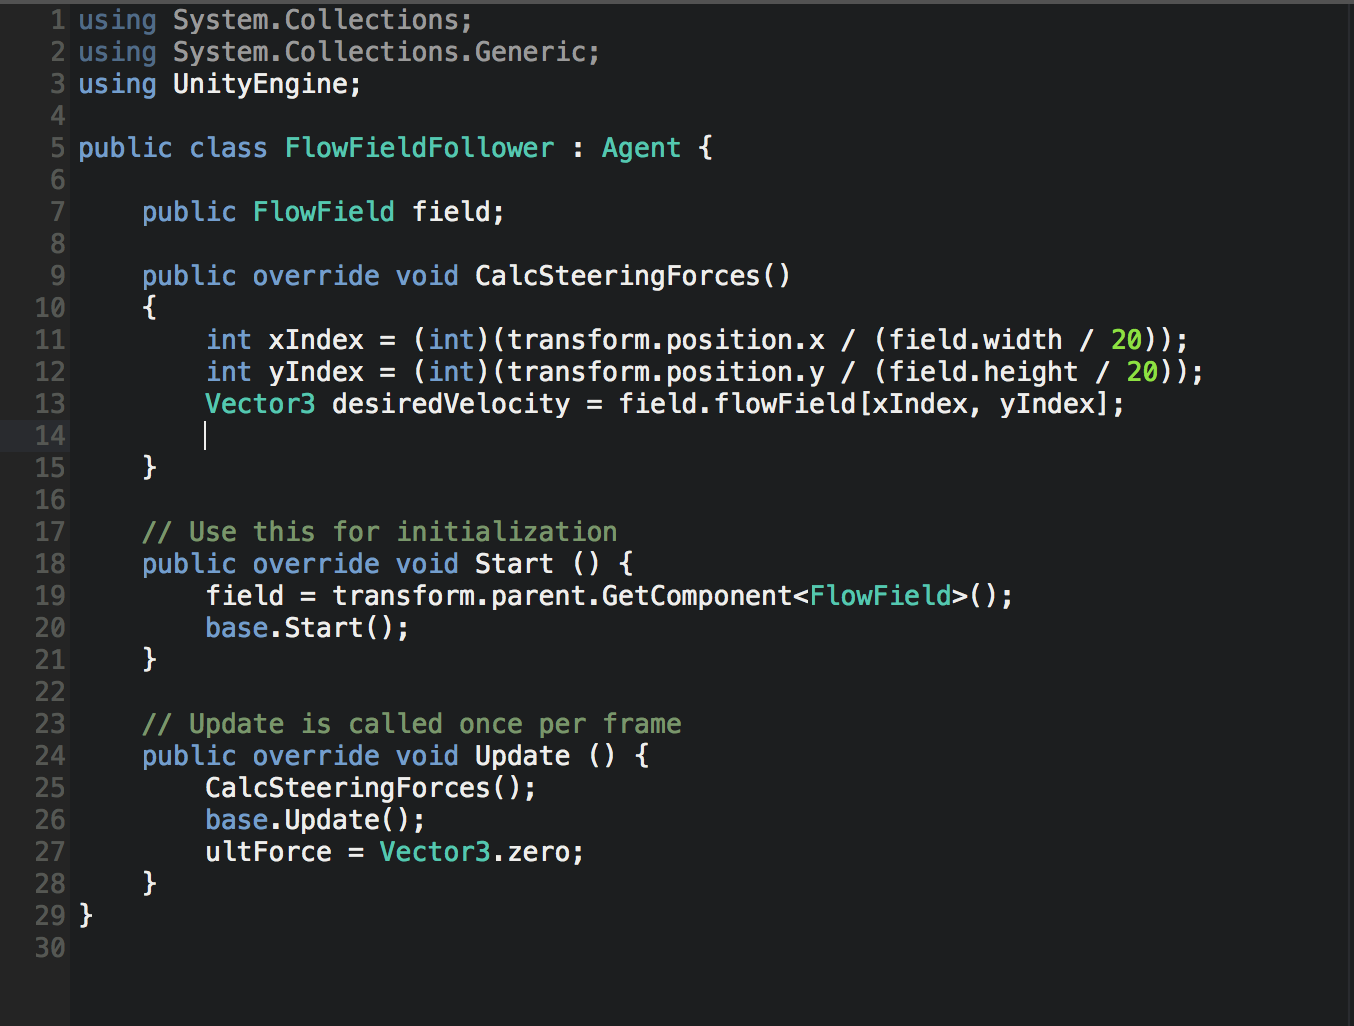 1 using System.Collections;
2 using System.Collections.Generic;
3 using UnityEngine;
4
5 public class FlowFieldFollower : Agent {
6
7     public FlowField field;
8
9     public override void CalcSteeringForces()
10     {
11         int xIndex = (int)(transform.position.x / (field.width / 20));
12         int yIndex = (int)(transform.position.y / (field.height / 20));
13         Vector3 desiredVelocity = field.flowField[xIndex, yIndex];
14
15     }
16
17     // Use this for initialization
18     public override void Start () {
19         field = transform.parent.GetComponent<FlowField>();
20         base.Start();
21     }
22
23     // Update is called once per frame
24     public override void Update () {
25         CalcSteeringForces();
26         base.Update();
27         ultForce = Vector3.zero;
28     }
29 }
30